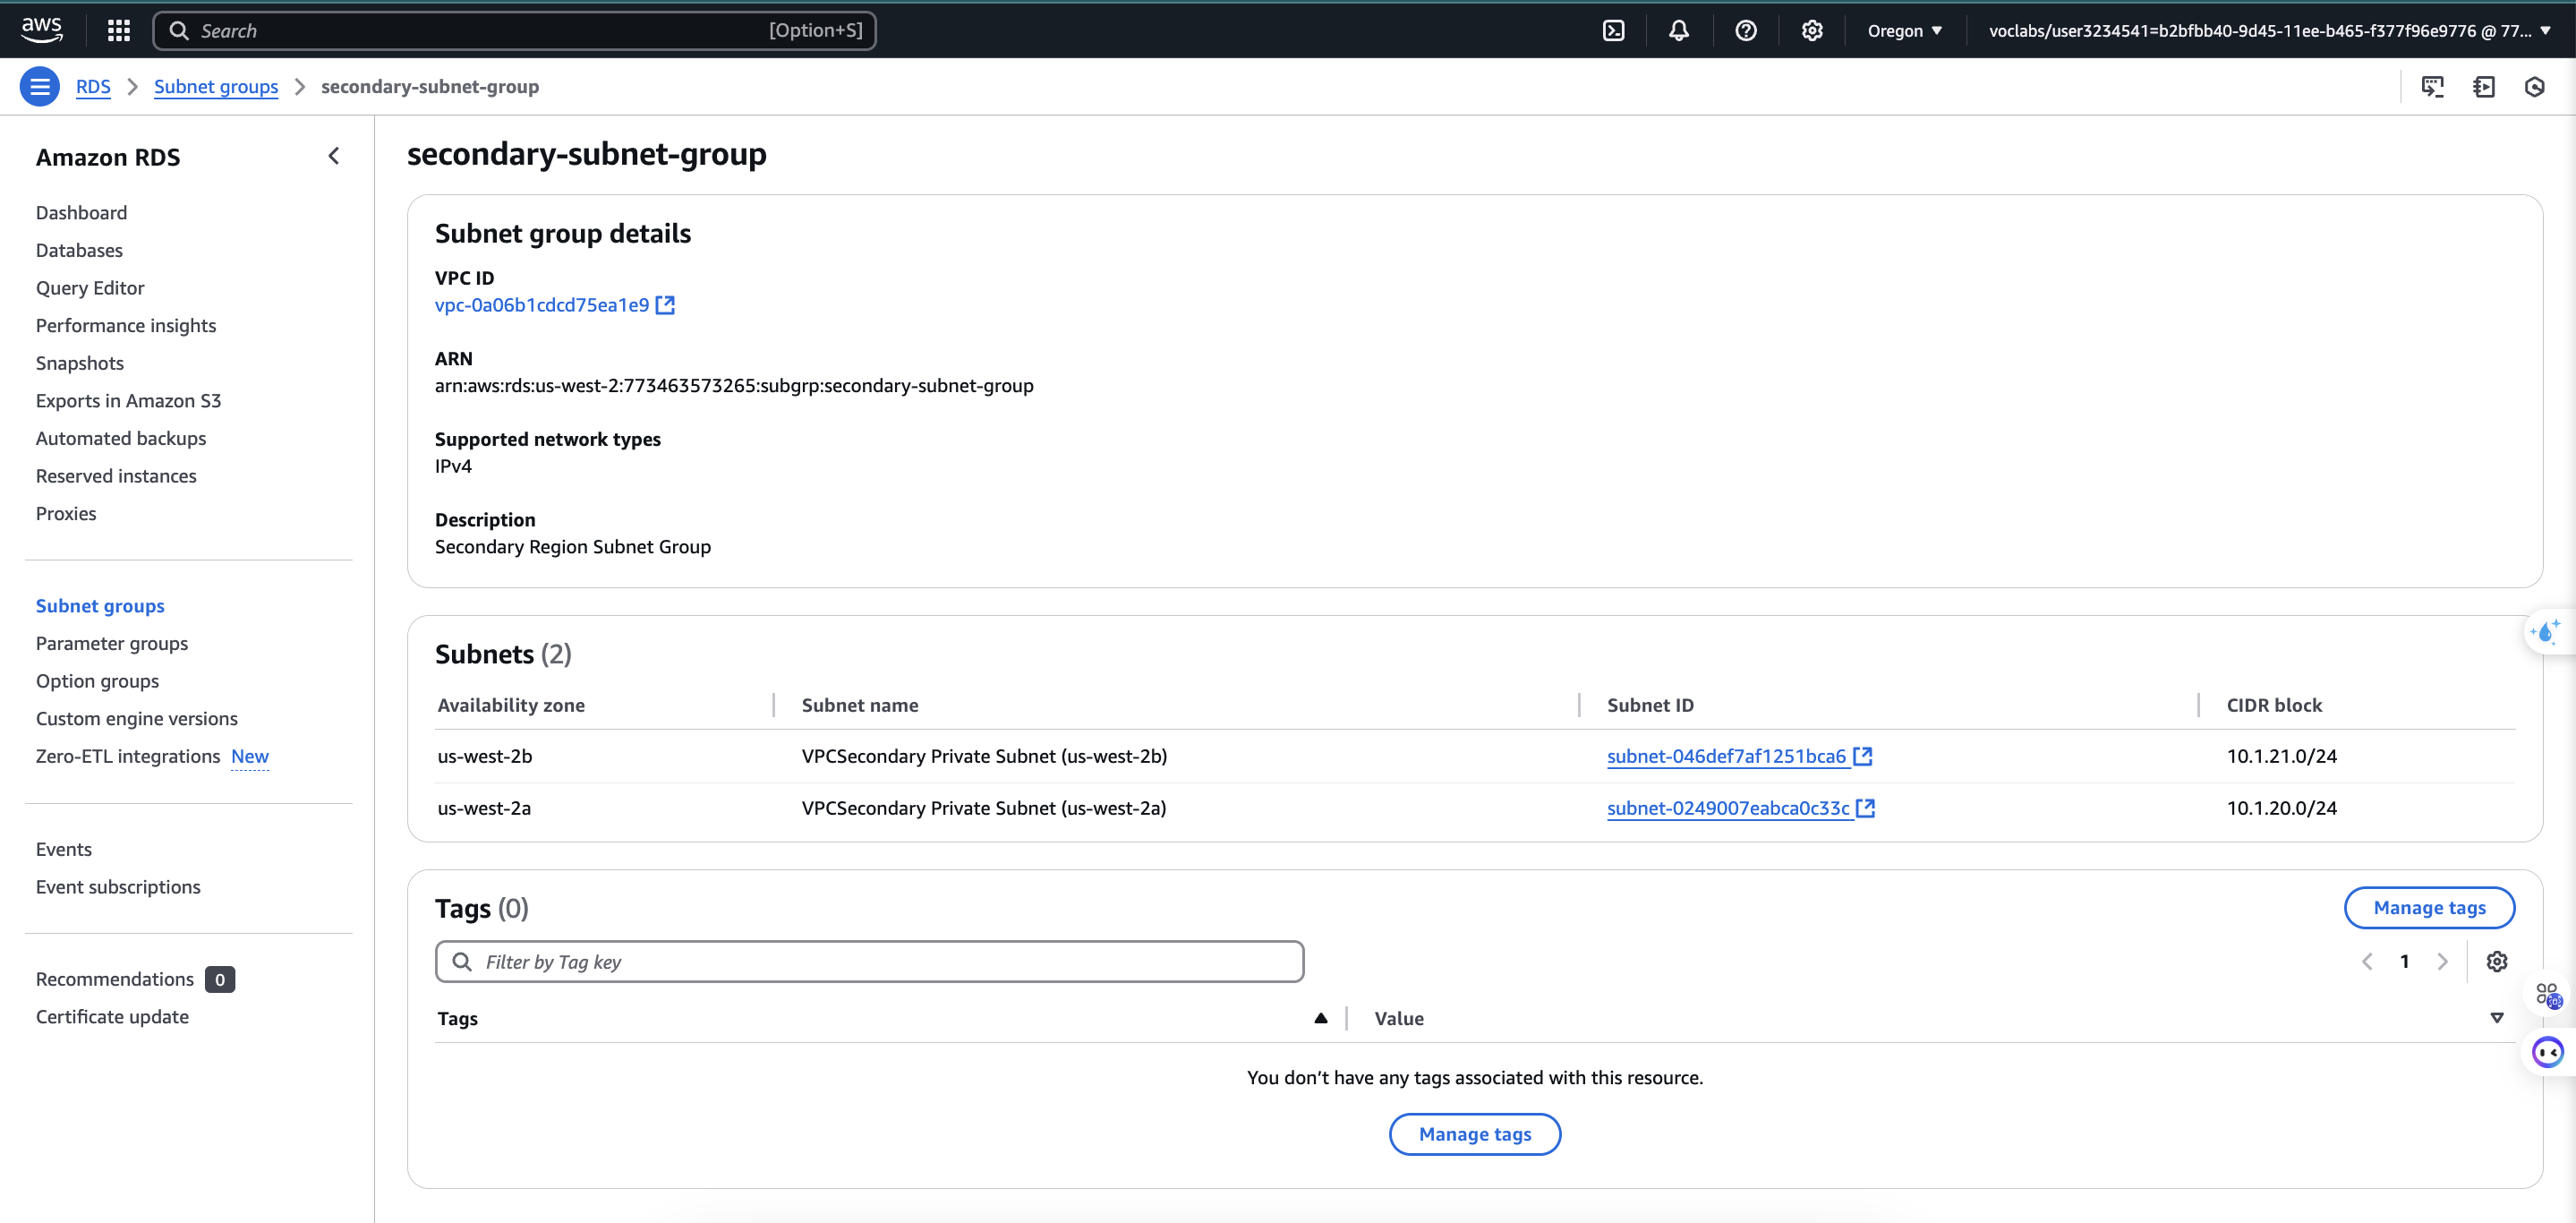 aws
Search [Option+S]
Oregon
voclabs/user3234541=b2bfbb40-9d45-11ee-b465-f377f96e9776 @ 77...
RDS
Subnet groups
secondary-subnet-group
Amazon RDS
Dashboard
Databases
Query Editor
Performance insights
Snapshots
Exports in Amazon S3
Automated backups
Reserved instances
Proxies
Subnet groups
Parameter groups
Option groups
Custom engine versions
Zero-ETL integrations New
Events
Event subscriptions
Recommendations 0
Certificate update
secondary-subnet-group
Subnet group details
VPC ID
vpc-0a06b1cdcd75ea1e9
ARN
arn:aws:rds:us-west-2:773463573265:subgrp:secondary-subnet-group
Supported network types
IPv4
Description
Secondary Region Subnet Group
Subnets (2)
Availability zone Subnet name Subnet ID CIDR block
us-west-2b VPCSecondary Private Subnet (us-west-2b) subnet-046def7af1251bca6 10.1.21.0/24
us-west-2a VPCSecondary Private Subnet (us-west-2a) subnet-0249007eabca0c33c 10.1.20.0/24
Tags (0)
Manage tags
Filter by Tag key
1
Tags Value
You don't have any tags associated with this resource.
Manage tags